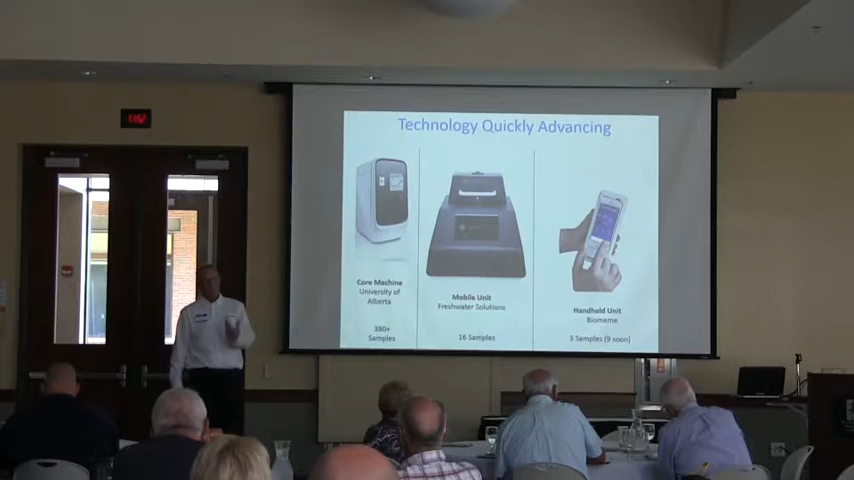 Technology Quickly Advancing
Core Machine
University of
Alberta
380+
Samples
Mobile Unit
Freshwater Solutions
16 Samples
Handheld Unit
Biomeme
3 Samples (9 soon)